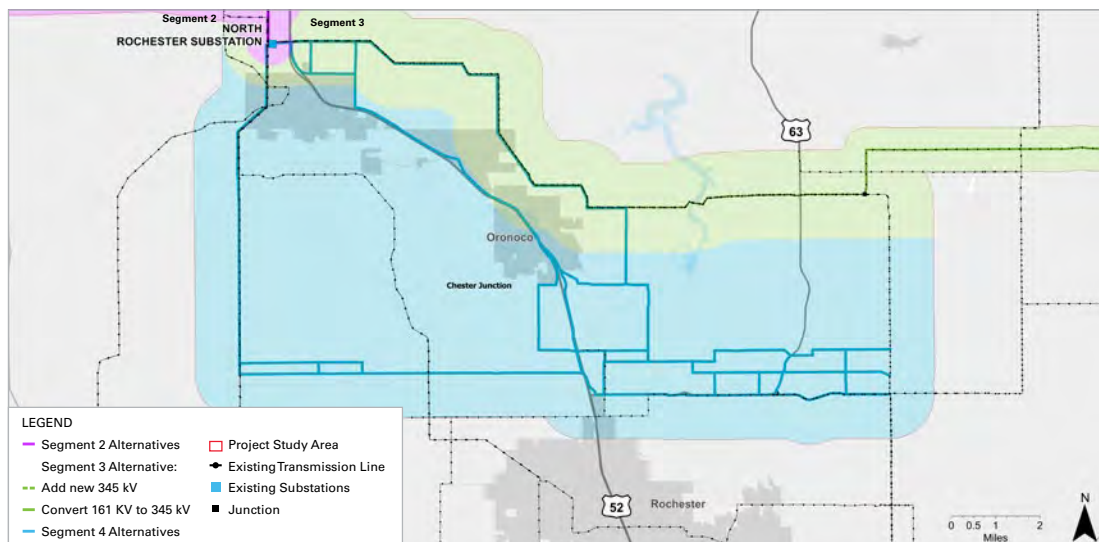 Segment 2
Segment 3
NORTH
ROCHESTER SUBSTATION
63
Oronoco
Chester Junction
LEGEND
Segment 2 Alternatives
Segment 3 Alternative:
Add new 345 kV
Convert 161 KV to 345 kV
Segment 4 Alternatives
Project Study Area
Existing Transmission Line
Existing Substations
Junction
52
Rochester
N
0 0.5 1 2
Miles